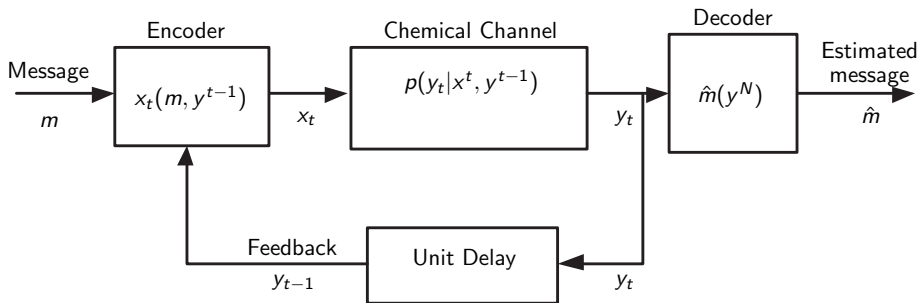 Encoder
Chemical Channel
Decoder
Message
m
x_t(m, y^{t-1})
x_t
p(y_t|x^t, y^{t-1})
y_t
m̂(y^N)
Estimated
message
m̂
Feedback
y_{t-1}
Unit Delay
y_t